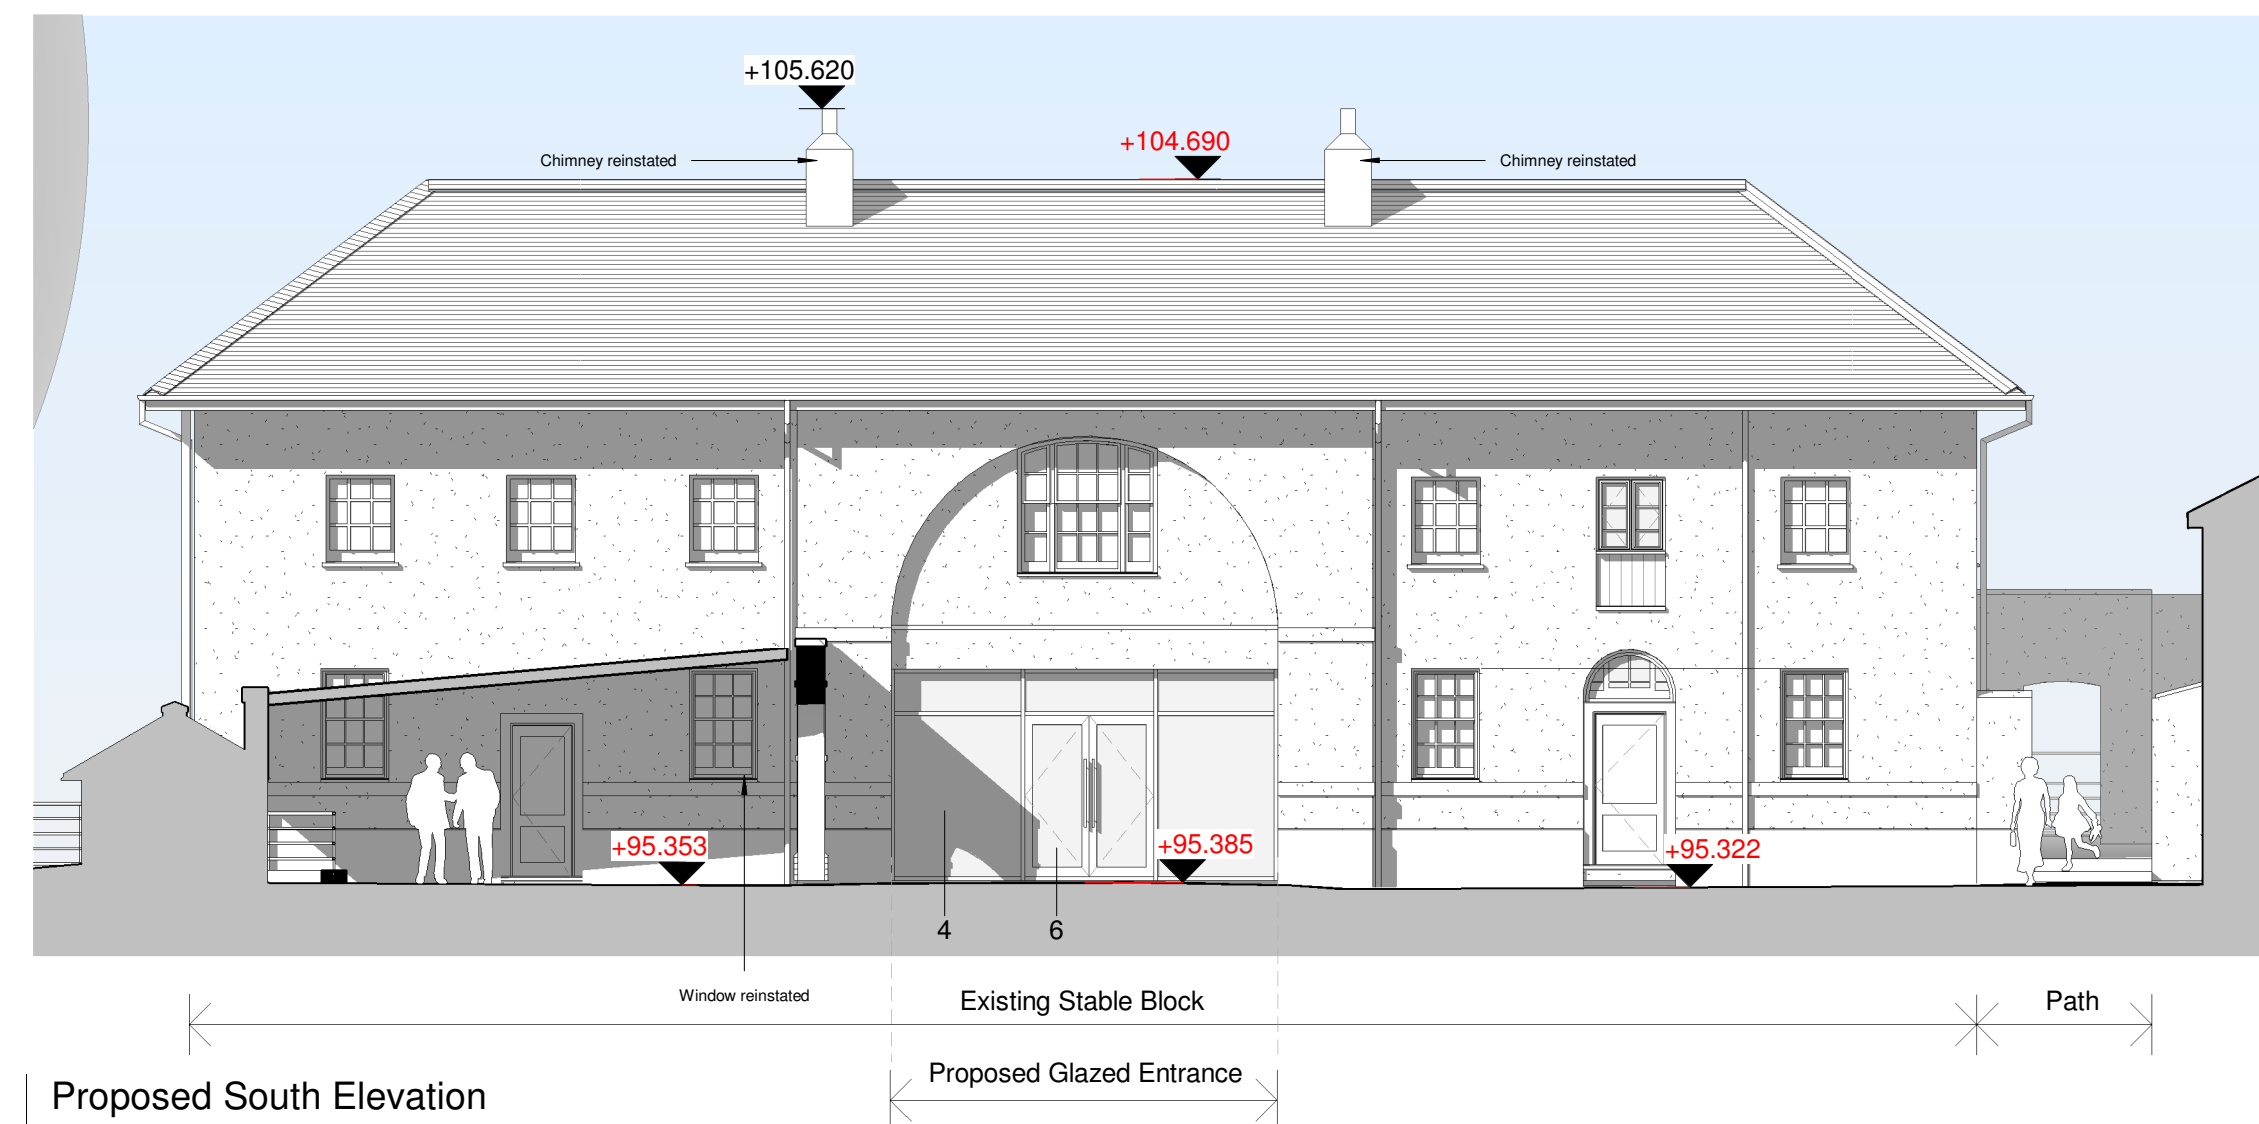 +105.620
+104.690
Chimney reinstated
Chimney reinstated
+95.353
+95.385
+95.322
4
6
Window reinstated
Existing Stable Block
Path
Proposed Glazed Entrance
Proposed South Elevation